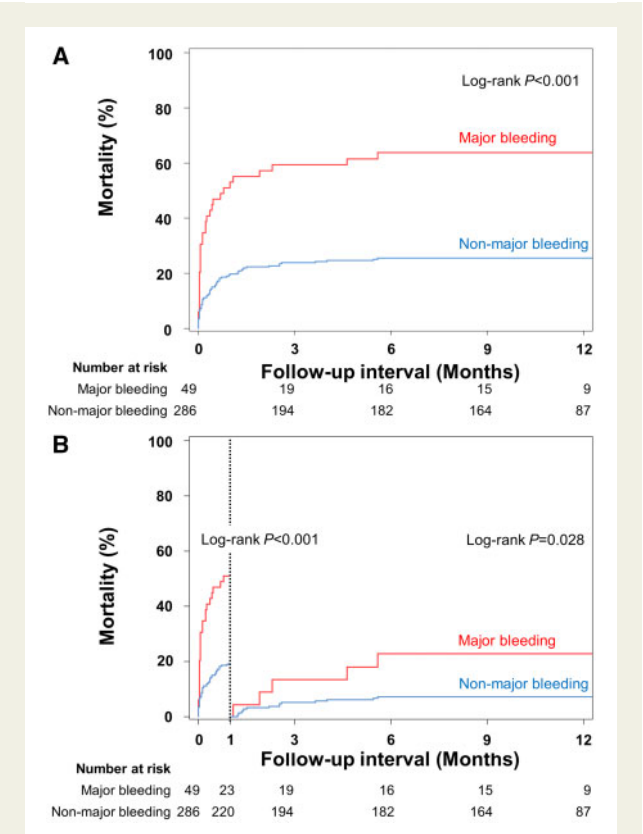 A
Mortality (%)
100
80
60
40
20
0
Log-rank P<0.001
Major bleeding
Non-major bleeding
0 3 6 9 12
Follow-up interval (Months)
Number at risk
Major bleeding 49 19 16 15 9
Non-major bleeding 286 194 182 164 87
B
Mortality (%)
100
80
60
40
20
0
Log-rank P<0.001 Log-rank P=0.028
Major bleeding
Non-major bleeding
0 1 3 6 9 12
Follow-up interval (Months)
Number at risk
Major bleeding 49 23 19 16 15 9
Non-major bleeding 286 220 194 182 164 87